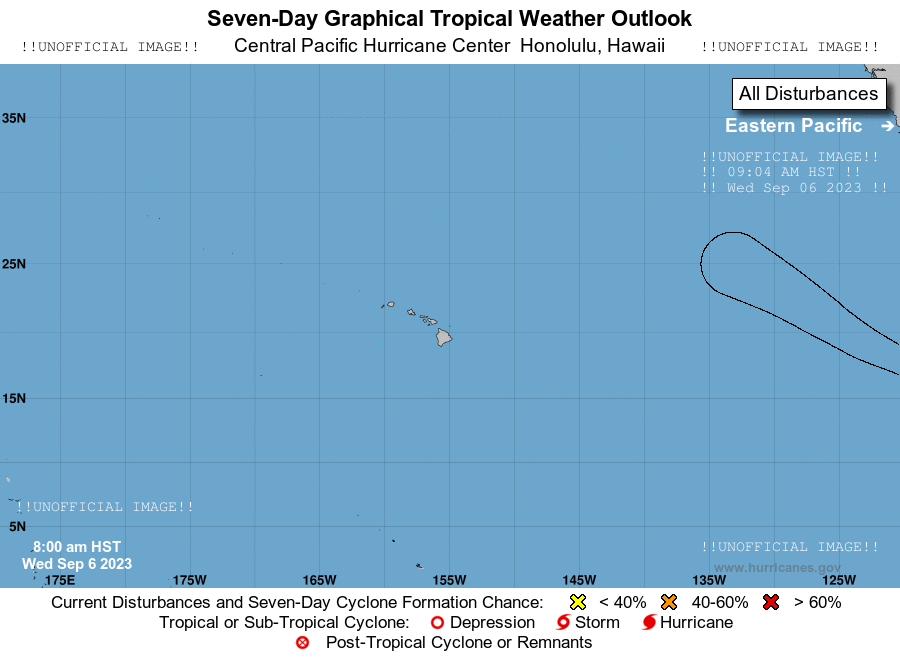 Seven-Day Graphical Tropical Weather Outlook
!!UNOFFICIAL IMAGE!! Central Pacific Hurricane Center Honolulu, Hawaii !!UNOFFICIAL IMAGE!!
All Disturbances
35N
Eastern Pacific ➔
!!UNOFFICIAL IMAGE!!
!! 09:04 AM HST !!
!! Wed Sep 06 2023 !!
25N
15N
!!UNOFFICIAL IMAGE!!
5N
8:00 am HST
Wed Sep 6 2023
!!UNOFFICIAL IMAGE!!
www.hurricanes.gov
175E 175W 165W 155W 145W 135W 125W
Current Disturbances and Seven-Day Cyclone Formation Chance: < 40% 40-60% > 60%
Tropical or Sub-Tropical Cyclone: Depression Storm Hurricane
Post-Tropical Cyclone or Remnants